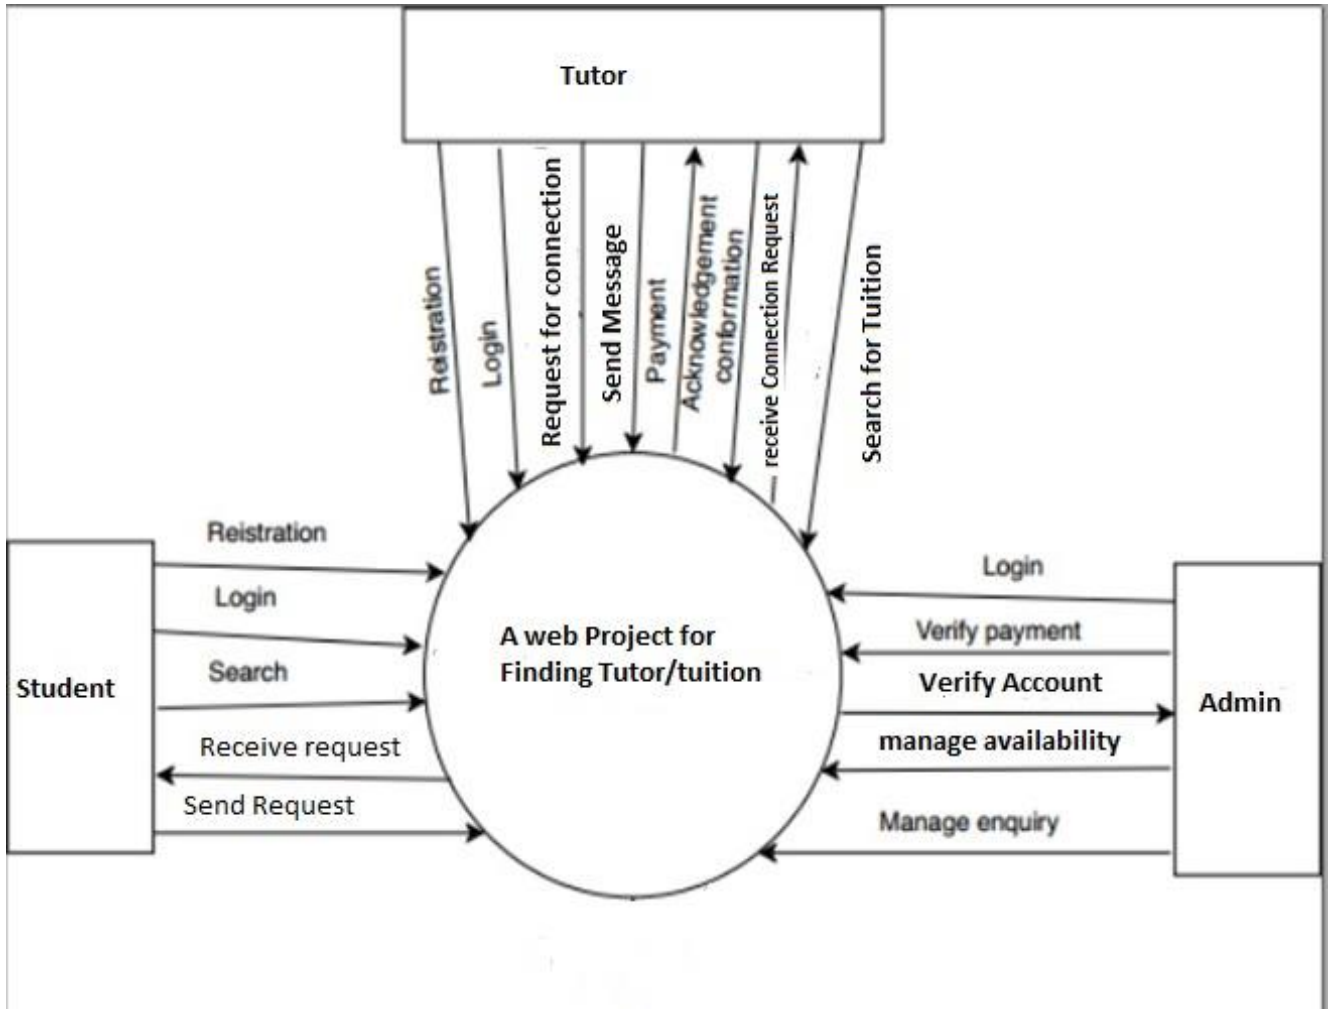 Tutor
Reistration
Login
Request for connection
Send Message
Payment
Acknowledgement
conformation
receive Connection Request
Search for Tuition
Reistration
Login
Search
Receive request
Send Request
Student
A web Project for
Finding Tutor/tuition
Login
Verify payment
Verify Account
manage availability
Manage enquiry
Admin